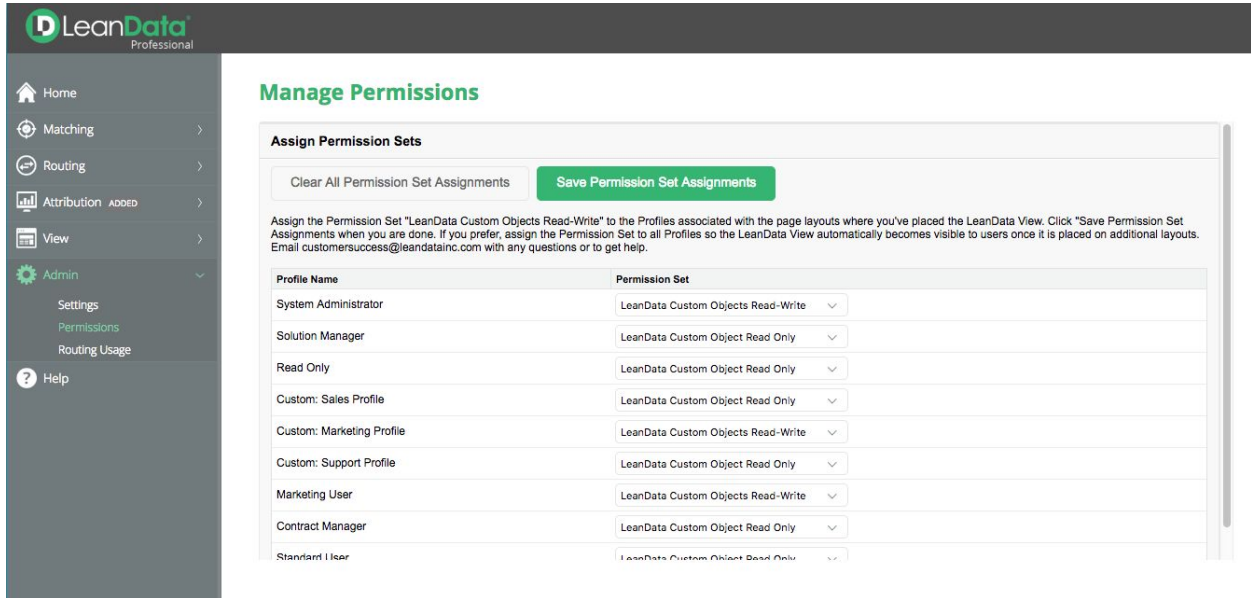 LeanData
Professional
Home
Matching
Routing
Attribution ADDED
View
Admin
Settings
Permissions
Routing Usage
? Help
Manage Permissions
Assign Permission Sets
Clear All Permission Set Assignments
Save Permission Set Assignments
Assign the Permission Set "LeanData Custom Objects Read-Write" to the Profiles associated with the page layouts where you've placed the LeanData View. Click "Save Permission Set
Assignments when you are done. If you prefer, assign the Permission Set to all Profiles so the LeanData View automatically becomes visible to users once it is placed on additional layouts.
Email customersuccess@leandatainc.com with any questions or to get help.
Profile Name Permission Set
System Administrator LeanData Custom Objects Read-Write
Solution Manager LeanData Custom Object Read Only
Read Only LeanData Custom Object Read Only
Custom: Sales Profile LeanData Custom Object Read Only
Custom: Marketing Profile LeanData Custom Objects Read-Write
Custom: Support Profile LeanData Custom Object Read Only
Marketing User LeanData Custom Objects Read-Write
Contract Manager LeanData Custom Object Read Only
Standard User LeanData Custom Object Read Only